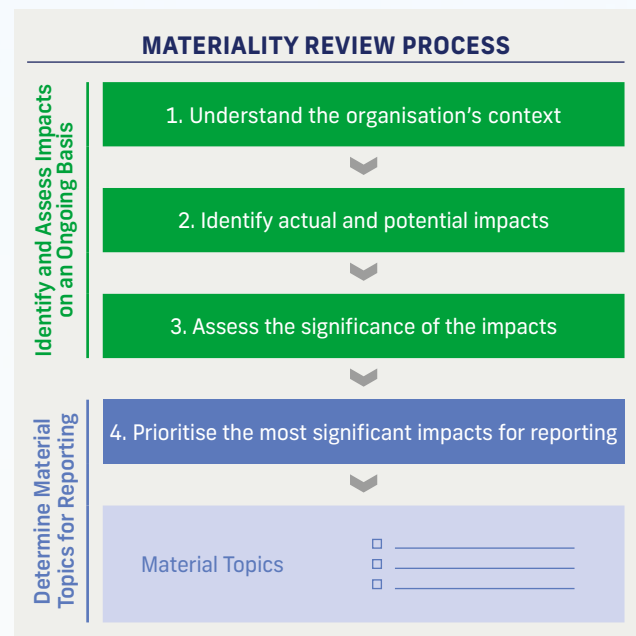 MATERIALITY REVIEW PROCESS
Identify and Assess Impacts
on an Ongoing Basis
1. Understand the organisation’s context
2. Identify actual and potential impacts
3. Assess the significance of the impacts
Determine Material
Topics for Reporting
4. Prioritise the most significant impacts for reporting
Material Topics